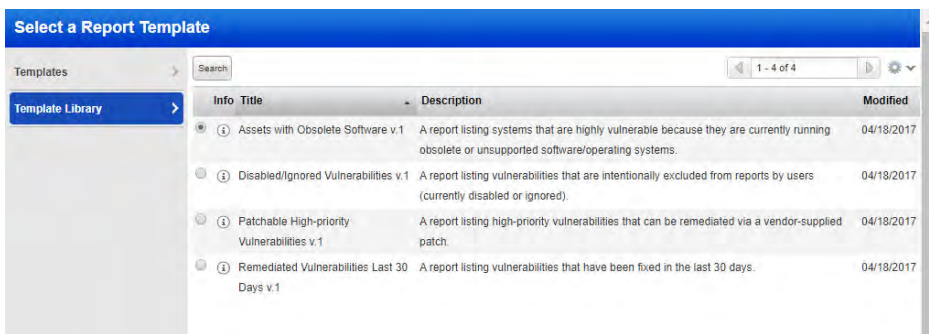 Select a Report Template
Templates
Template Library
Search
1 - 4 of 4
Info Title Description Modified
Assets with Obsolete Software v.1 A report listing systems that are highly vulnerable because they are currently running 04/18/2017
obsolete or unsupported software/operating systems.
Disabled/Ignored Vulnerabilities v.1 A report listing vulnerabilities that are intentionally excluded from reports by users 04/18/2017
(currently disabled or ignored).
Patchable High-priority A report listing high-priority vulnerabilities that can be remediated via a vendor-supplied 04/18/2017
Vulnerabilities v.1 patch.
Remediated Vulnerabilities Last 30 A report listing vulnerabilities that have been fixed in the last 30 days. 04/18/2017
Days v.1